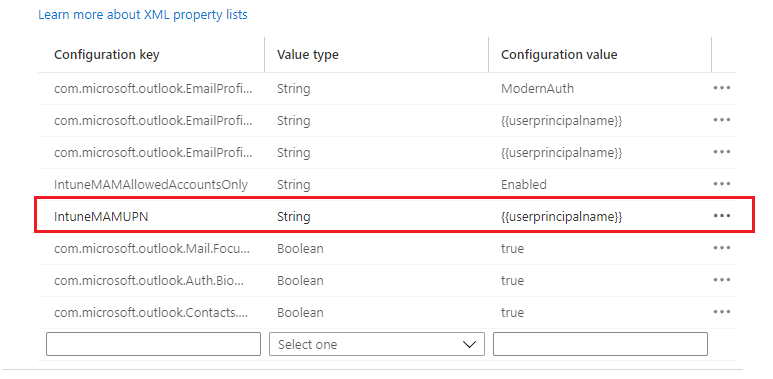 Learn more about XML property lists
Configuration key Value type Configuration value
com.microsoft.outlook.EmailProfi... String ModernAuth
com.microsoft.outlook.EmailProfi... String {{userprincipalname}}
com.microsoft.outlook.EmailProfi... String {{userprincipalname}}
IntuneMAMAllowedAccountsOnly String Enabled
IntuneMAMUPN String {{userprincipalname}}
com.microsoft.outlook.Mail.Focu... Boolean true
com.microsoft.outlook.Auth.Bio... Boolean true
com.microsoft.outlook.Contacts.... Boolean true
Select one